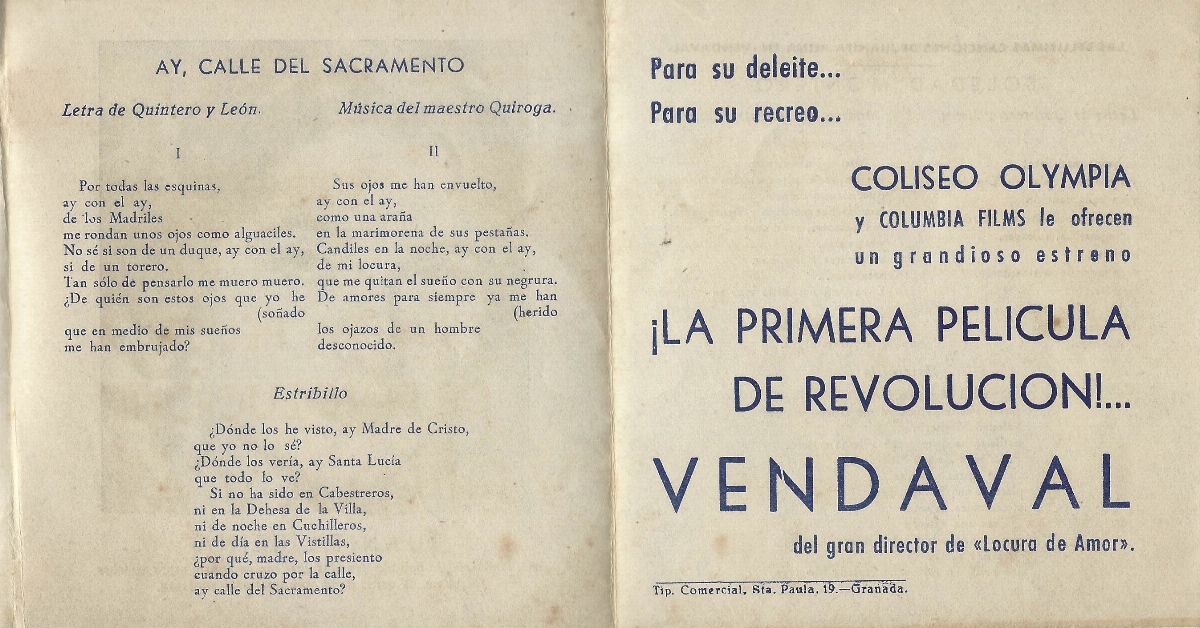 AY, CALLE DEL SACRAMENTO
Letra de Quintero y León.
Música del maestro Quiroga.
I
Por todas las esquinas,
ay con el ay,
de los Madriles
me rondan unos ojos como alguaciles.
No sé si son de un duque, ay con el ay,
si de un torero.
Tan sólo de pensarlo me muero muero.
¿De quién son estos ojos que yo he
(soñado
que en medio de mis sueños
me han embrujado?
II
Sus ojos me han envuelto,
ay con el ay,
como una araña
en la marimorena de sus pestañas.
Candiles en la noche, ay con el ay,
de mi locura,
que me quitan el sueño con su negrura.
De amores para siempre ya me han
(herido
los ojazos de un hombre
desconocido.
Estribillo
¿Dónde los he visto, ay Madre de Cristo,
que yo no lo sé?
¿Dónde los vería, ay Santa Lucía
que todo lo ve?
Si no ha sido en Cabestreros,
ni en la Dehesa de la Villa,
ni de noche en Cuchilleros,
ni de día en las Vistillas,
¿por qué, madre, los presiento
cuando cruzo por la calle,
ay calle del Sacramento?
Para su deleite...
Para su recreo...
COLISEO OLYMPIA
y COLUMBIA FILMS le ofrecen
un grandioso estreno
¡LA PRIMERA PELICULA
DE REVOLUCION!...
VENDAVAL
del gran director de «Locura de Amor».
Tip. Comercial, Sta. Paula, 19.—Granada.